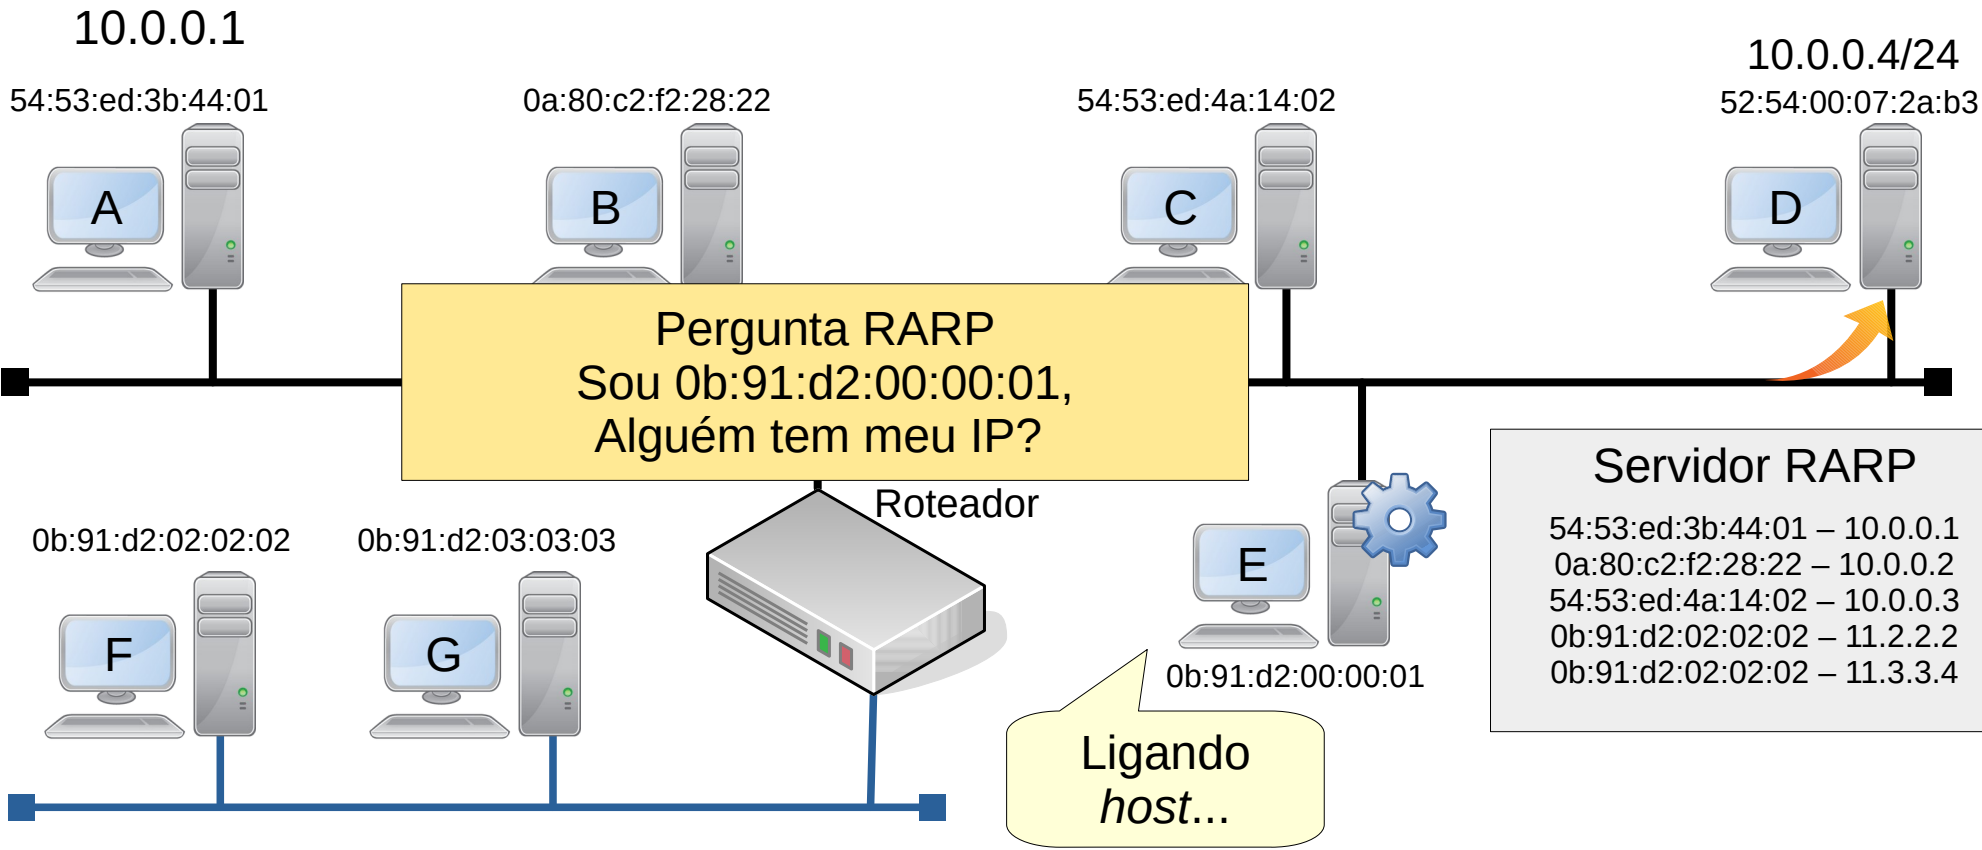 10.0.0.1
10.0.0.4/24
54:53:ed:3b:44:01
0a:80:c2:f2:28:22
54:53:ed:4a:14:02
52:54:00:07:2a:b3
A
B
C
D
Pergunta RARP
Sou 0b:91:d2:00:00:01,
Alguém tem meu IP?
Roteador
0b:91:d2:02:02:02
0b:91:d2:03:03:03
F
G
E
0b:91:d2:00:00:01
Ligando
host...
Servidor RARP
54:53:ed:3b:44:01 – 10.0.0.1
0a:80:c2:f2:28:22 – 10.0.0.2
54:53:ed:4a:14:02 – 10.0.0.3
0b:91:d2:02:02:02 – 11.2.2.2
0b:91:d2:02:02:02 – 11.3.3.4